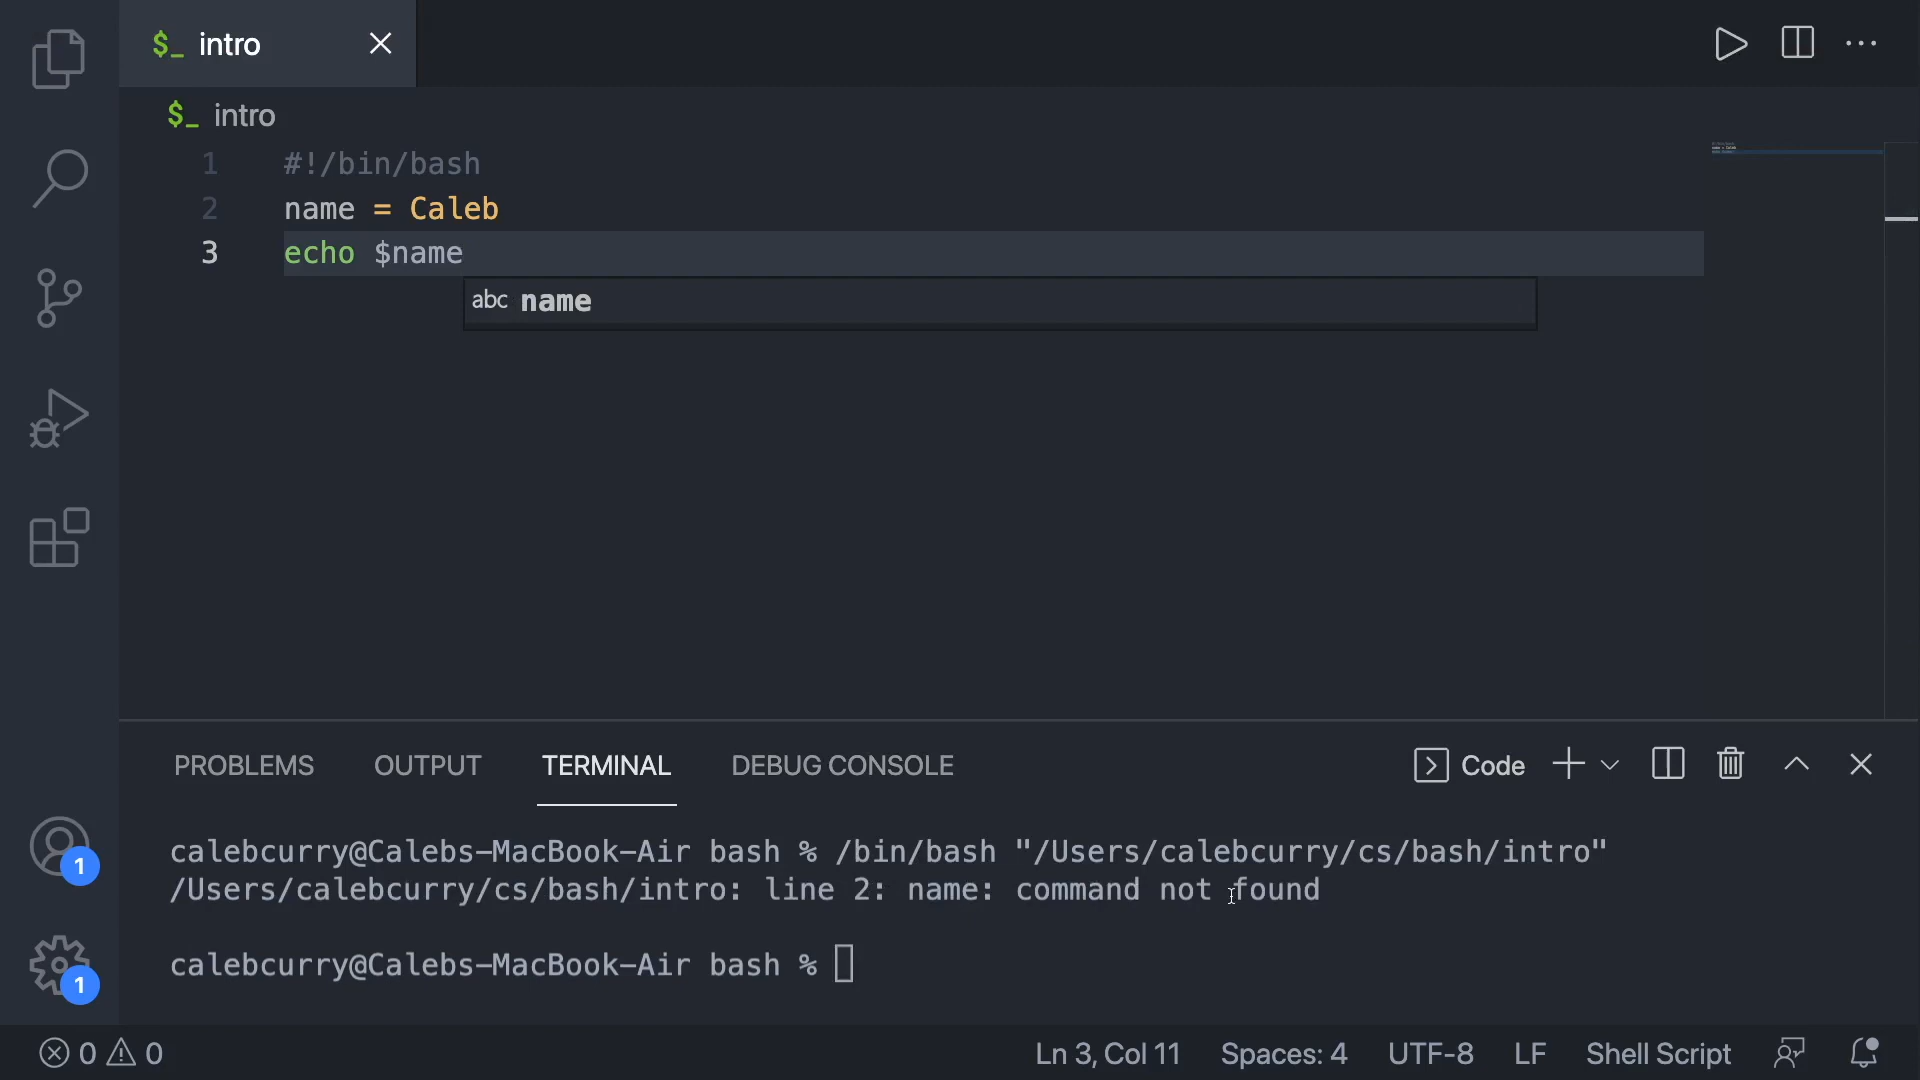 $_ intro
$_ intro
1 #!/bin/bash
2 name = Caleb
3 echo $name
abc name
PROBLEMS OUTPUT TERMINAL DEBUG CONSOLE Code
calebcurry@Calebs-MacBook-Air bash % /bin/bash "/Users/calebcurry/cs/bash/intro"
/Users/calebcurry/cs/bash/intro: line 2: name: command not found
calebcurry@Calebs-MacBook-Air bash %
1
1
0 0 Ln 3, Col 11 Spaces: 4 UTF-8 LF Shell Script